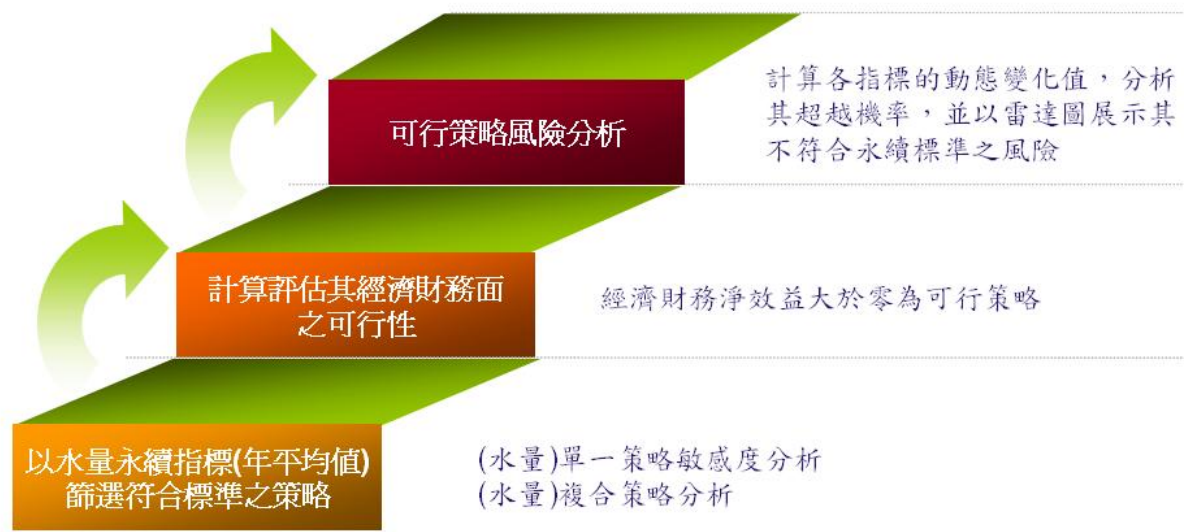 可行策略風險分析
計算各指標的動態變化值，分析
其超越機率，並以雷達圖展示其
不符合永續標準之風險
計算評估其經濟財務面
之可行性
經濟財務淨效益大於零為可行策略
以水量永續指標(年平均值)
篩選符合標準之策略
(水量)單一策略敏感度分析
(水量)複合策略分析